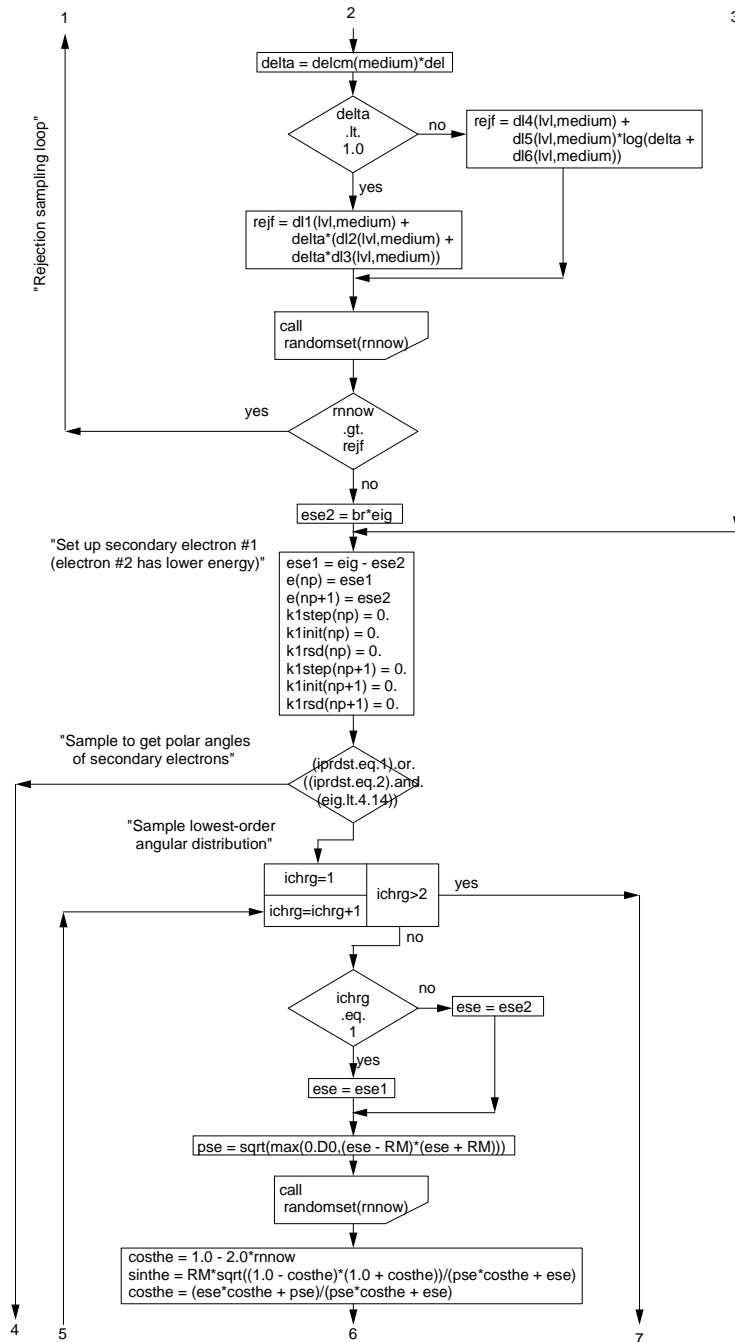 1
2
3
delta = delcm(medium)*del
delta
.lt.
1.0
no
rejf = dl4(lvl,medium) +
dl5(lvl,medium)*log(delta +
dl6(lvl,medium))
yes
"Rejection sampling loop"
rejf = dl1(lvl,medium) +
delta*(dl2(lvl,medium) +
delta*dl3(lvl,medium))
call
randomset(rnnow)
yes
rnnow
.gt.
rejf
no
ese2 = br*eig
"Set up secondary electron #1
(electron #2 has lower energy)"
ese1 = eig - ese2
e(np) = ese1
e(np+1) = ese2
k1step(np) = 0.
k1init(np) = 0.
k1rsd(np) = 0.
k1step(np+1) = 0.
k1init(np+1) = 0.
k1rsd(np+1) = 0.
"Sample to get polar angles
of secondary electrons"
(iprdst.eq.1).or.
((iprdst.eq.2).and.
(eig.lt.4.14))
"Sample lowest-order
angular distribution"
ichrg=1
ichrg=ichrg+1
ichrg>2
yes
no
ichrg
.eq.
1
no
ese = ese2
yes
ese = ese1
pse = sqrt(max(0.D0,(ese - RM)*(ese + RM)))
call
randomset(rnnow)
costhe = 1.0 - 2.0*rnnow
sinthe = RM*sqrt((1.0 - costhe)*(1.0 + costhe))/(pse*costhe + ese)
costhe = (ese*costhe + pse)/(pse*costhe + ese)
4
5
6
7